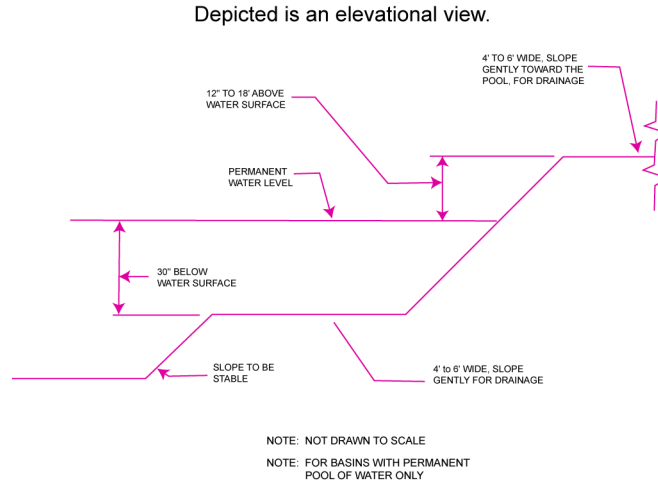 Depicted is an elevational view.
4' TO 6' WIDE, SLOPE
GENTLY TOWARD THE
POOL, FOR DRAINAGE
12" TO 18' ABOVE
WATER SURFACE
PERMANENT
WATER LEVEL
30" BELOW
WATER SURFACE
SLOPE TO BE
STABLE
4' to 6' WIDE, SLOPE
GENTLY FOR DRAINAGE
NOTE: NOT DRAWN TO SCALE
NOTE: FOR BASINS WITH PERMANENT
POOL OF WATER ONLY